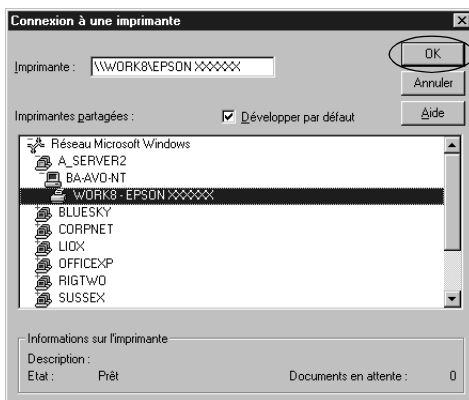 Connexion à une imprimante
Imprimante : \\WORK8\EPSON XXXXXX
OK
Annuler
Aide
Imprimantes partagées :
Développer par défaut
Réseau Microsoft Windows
A_SERVER2
BA-AVO-NT
WORK8 - EPSON XXXXXX
BLUESKY
CORPNET
LIOX
OFFICEXP
RIGTWO
SUSSEX
Informations sur l'imprimante
Description :
Etat : Prêt Documents en attente : 0